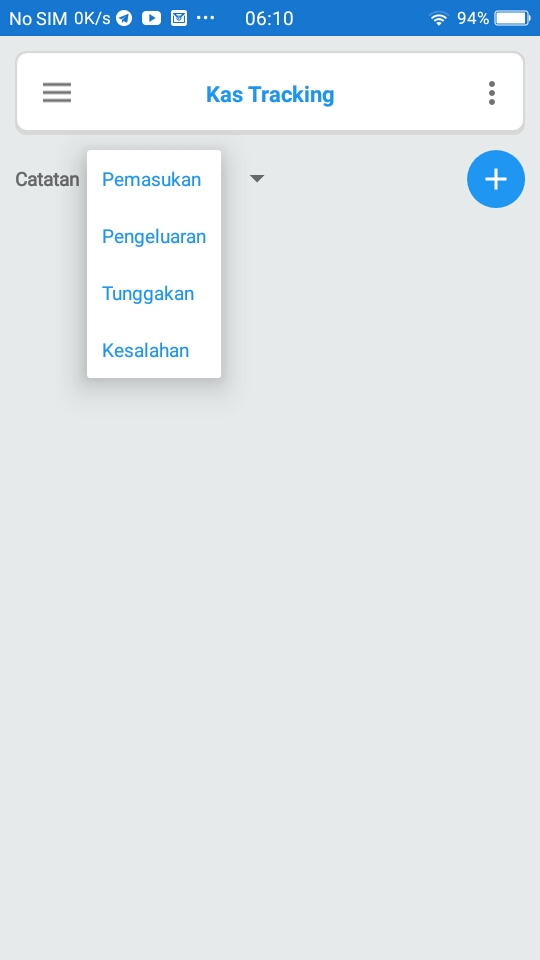 No SIM 0K/s 06:10 94%
Kas Tracking
Catatan Pemasukan
Pengeluaran
Tunggakan
Kesalahan